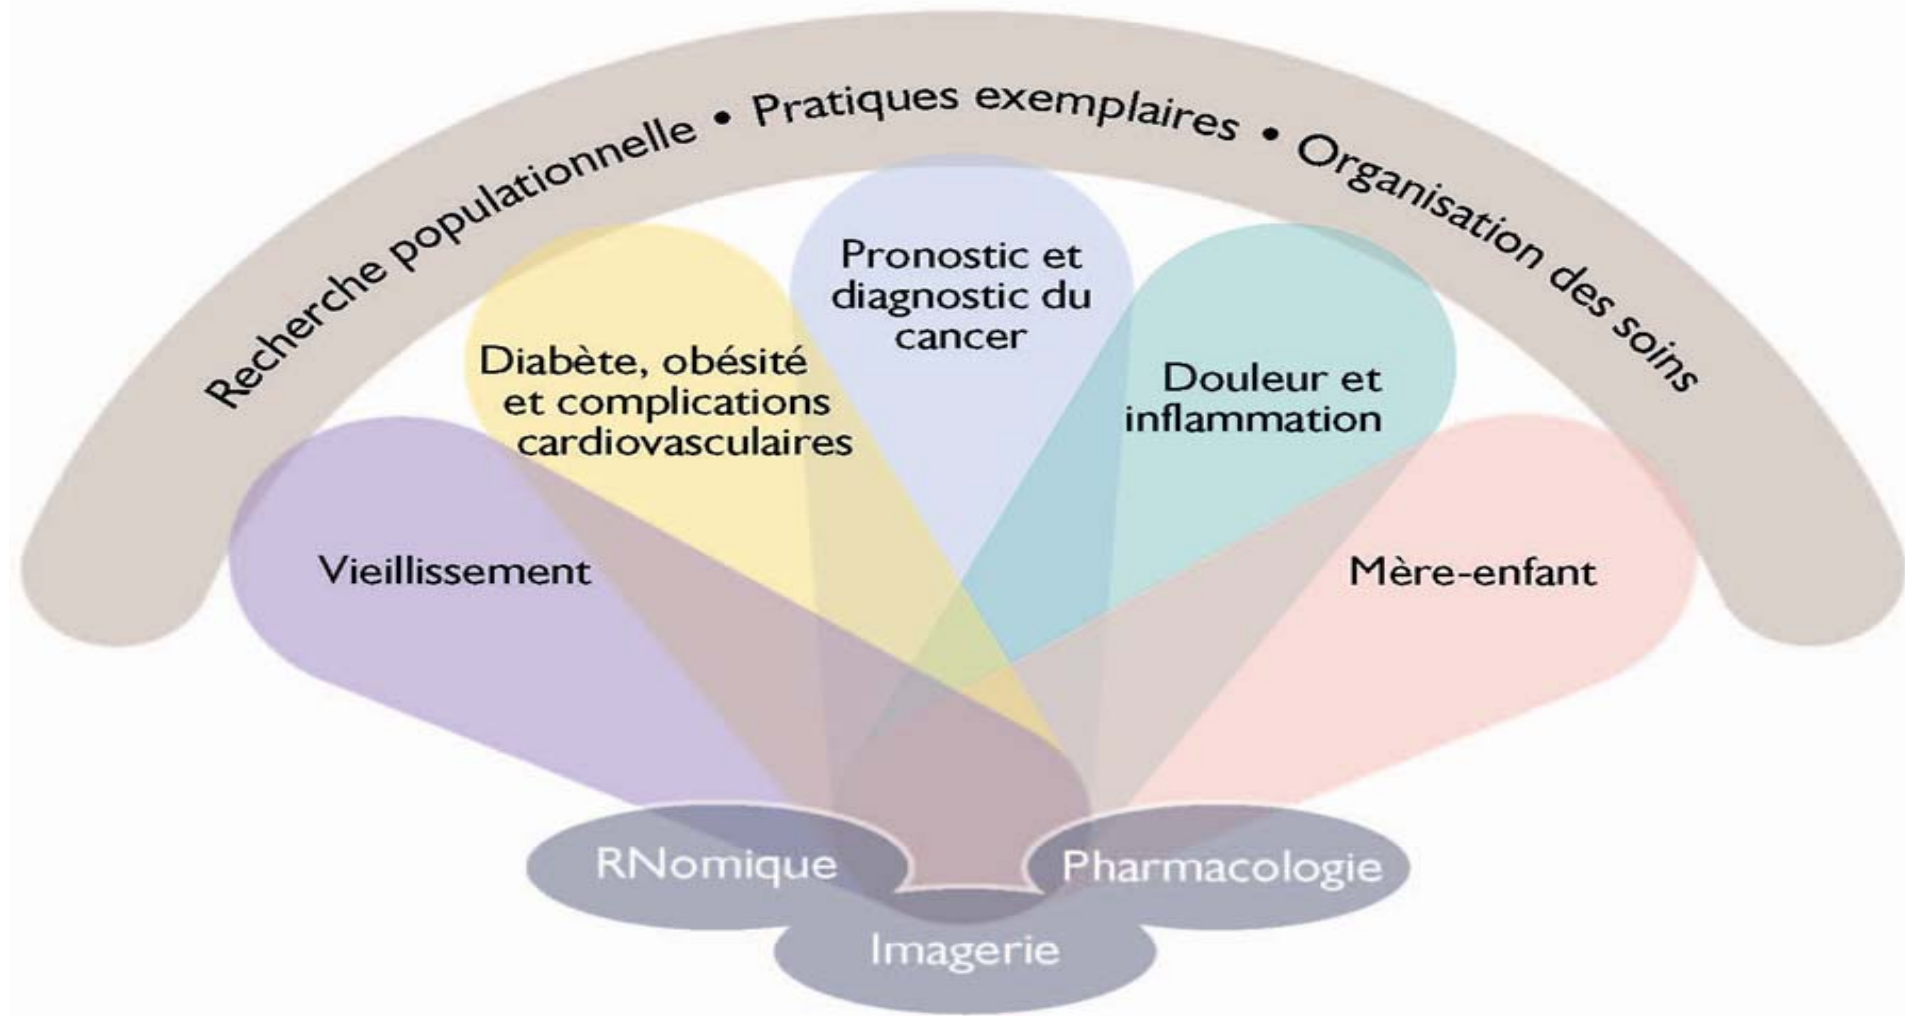 Recherche populationnelle • Pratiques exemplaires • Organisation des soins
Pronostic et
diagnostic du
cancer
Diabète, obésité
et complications
cardiovasculaires
Douleur et
inflammation
Vieillissement
Mère-enfant
RNomique
Pharmacologie
Imagerie